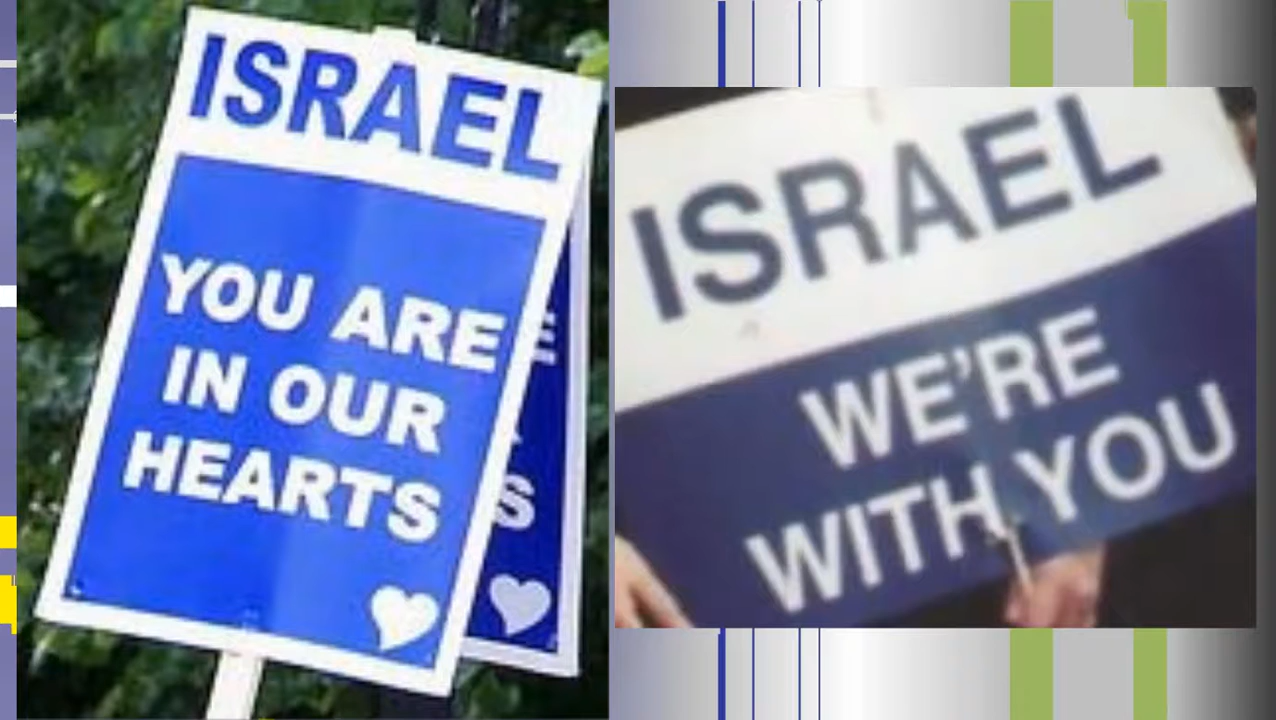 ISRAEL
YOU ARE
IN OUR
HEARTS
E
S
ISRAEL
WE'RE
WITH YOU